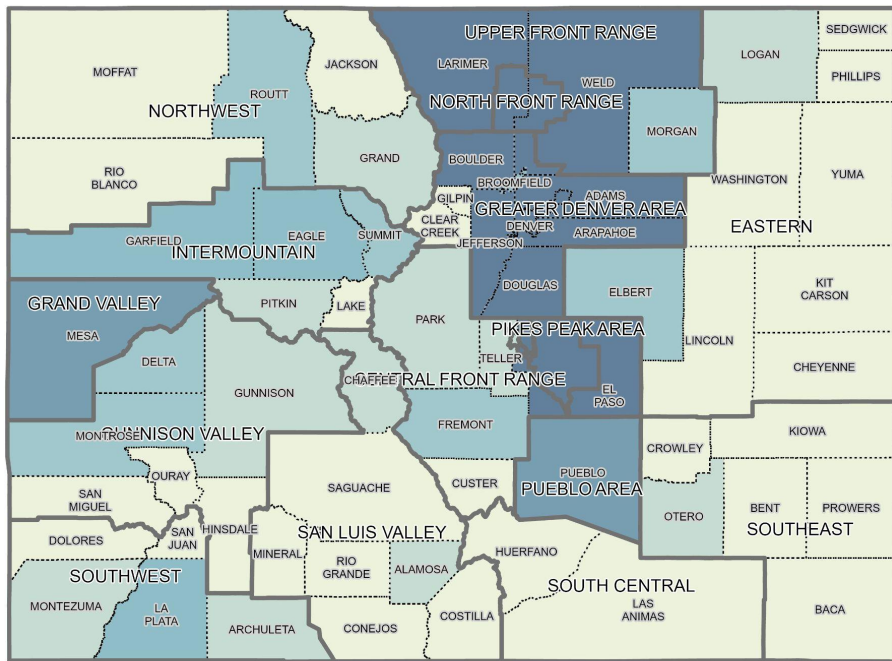 UPPER FRONT RANGE
SEDGWICK
LOGAN
LARIMER
JACKSON
MOFFAT
PHILLIPS
WELD
ROUTT
NORTH FRONT RANGE
NORTHWEST
MORGAN
GRAND
BOULDER
RIO
BLANCO
YUMA
WASHINGTON
BROOMFIELD
GILPIN
ADAMS
GREATER DENVER AREA
CLEAR
CREEK
DENVER
EASTERN
ARAPAHOE
SUMMIT
EAGLE
GARFIELD
JEFFERSON
INTERMOUNTAIN
KIT
CARSON
DOUGLAS
ELBERT
GRAND VALLEY
PITKIN
LAKE
PARK
PIKES PEAK AREA
MESA
LINCOLN
TELLER
DELTA
CHEYENNE
CHAFFEE
CENTRAL FRONT RANGE
GUNNISON
EL
PASO
FREMONT
GUNNISON VALLEY
MONTROSE
KIOWA
CROWLEY
PUEBLO
OURAY
CUSTER
SAGUACHE
PUEBLO AREA
SAN
MIGUEL
BENT
PROWERS
OTERO
HINSDALE
SAN
JUAN
SAN LUIS VALLEY
SOUTHEAST
DOLORES
MINERAL
HUERFANO
RIO
GRANDE
ALAMOSA
SOUTHWEST
SOUTH CENTRAL
MONTEZUMA
LA
PLATA
LAS
ANIMAS
BACA
COSTILLA
ARCHULETA
CONEJOS